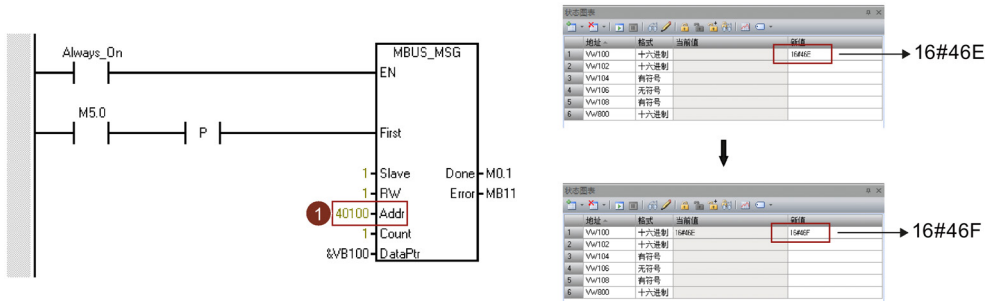 Always_On
MBUS_MSG
EN
M5.0
P
First
1 Slave Done M0.1
1 RW Error MB11
1 40100 Addr
1 Count
&VB100 DataPtr
状态图表
地址 格式 当前值 新值
1 VW100 十六进制 16#46E
2 VW102 十六进制
3 VW104 有符号
4 VW106 无符号
5 VW108 有符号
6 VW800 十六进制
16#46E
状态图表
地址 格式 当前值 新值
1 VW100 十六进制 16#46E 16#46F
2 VW102 十六进制
3 VW104 有符号
4 VW106 无符号
5 VW108 有符号
6 VW800 十六进制
16#46F